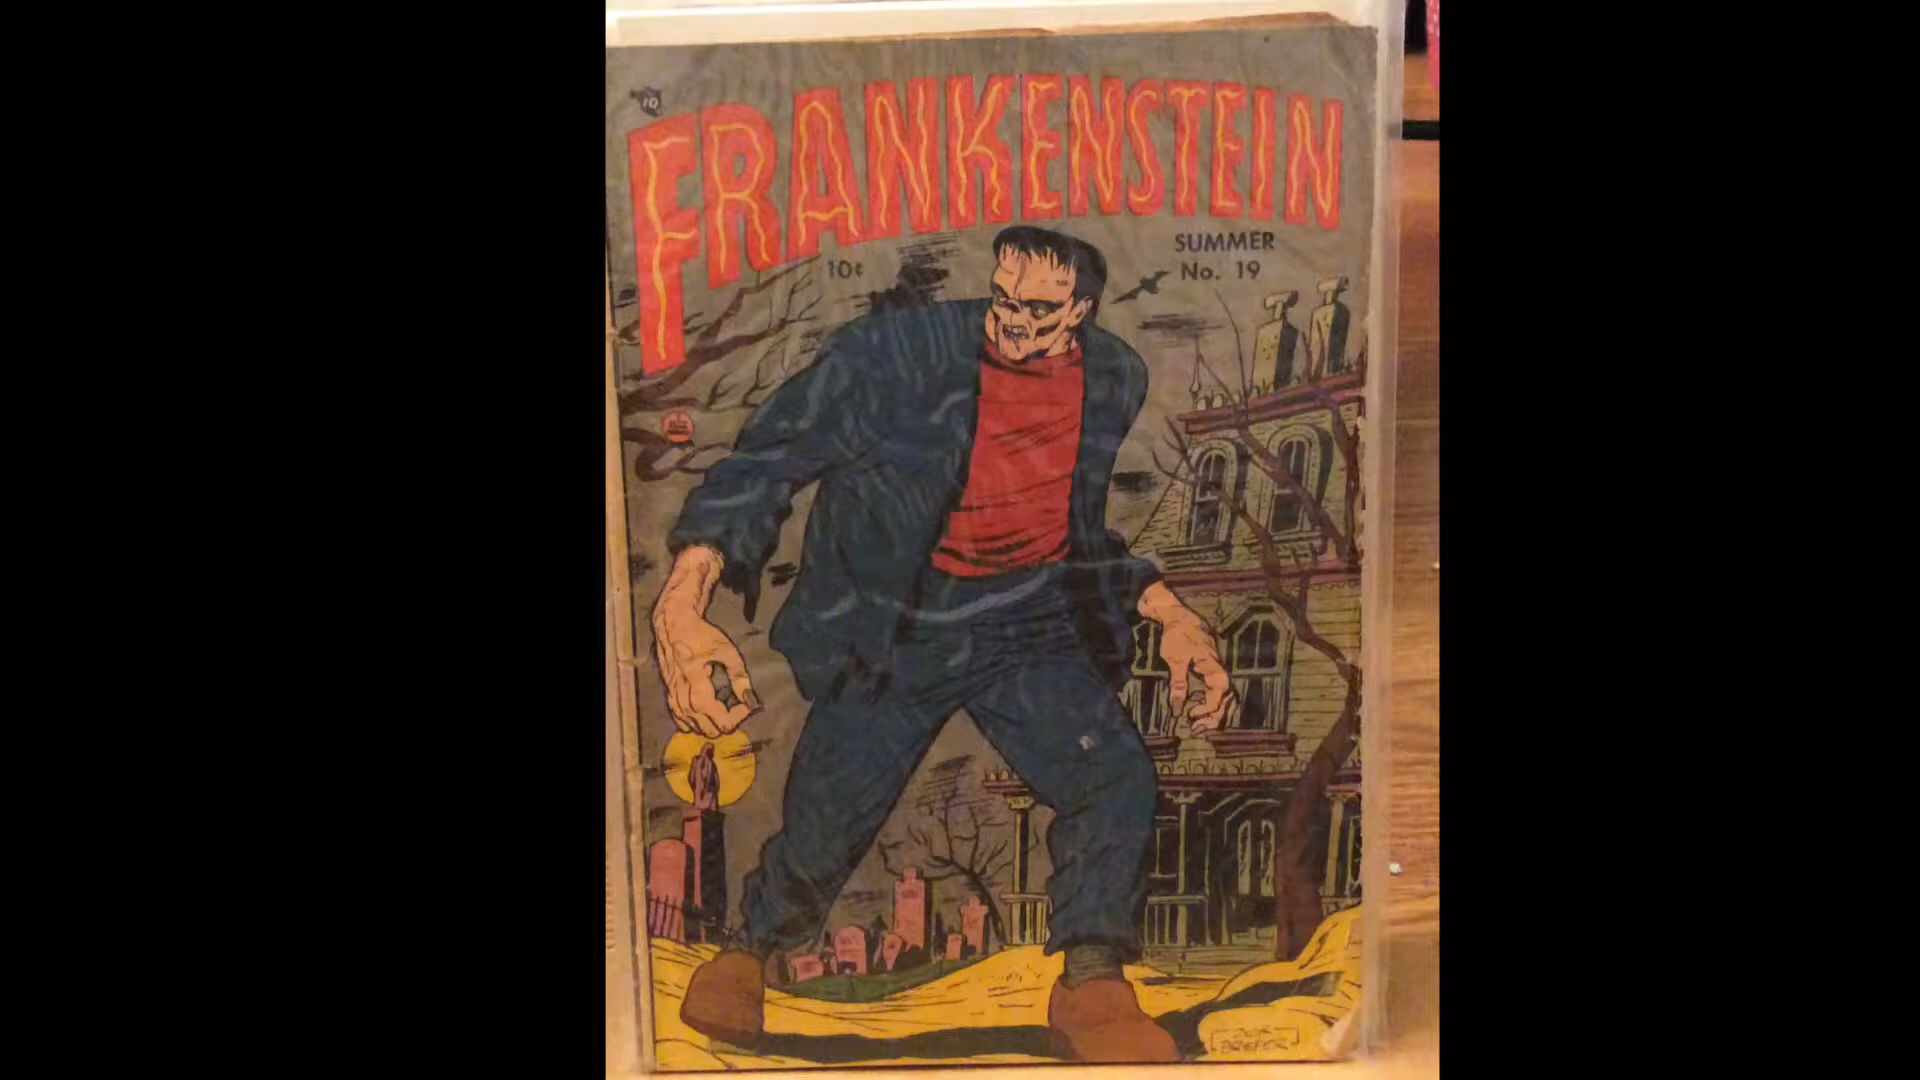 FRANKENSTEIN
10¢
SUMMER
No. 19
DICK
BRIEFER